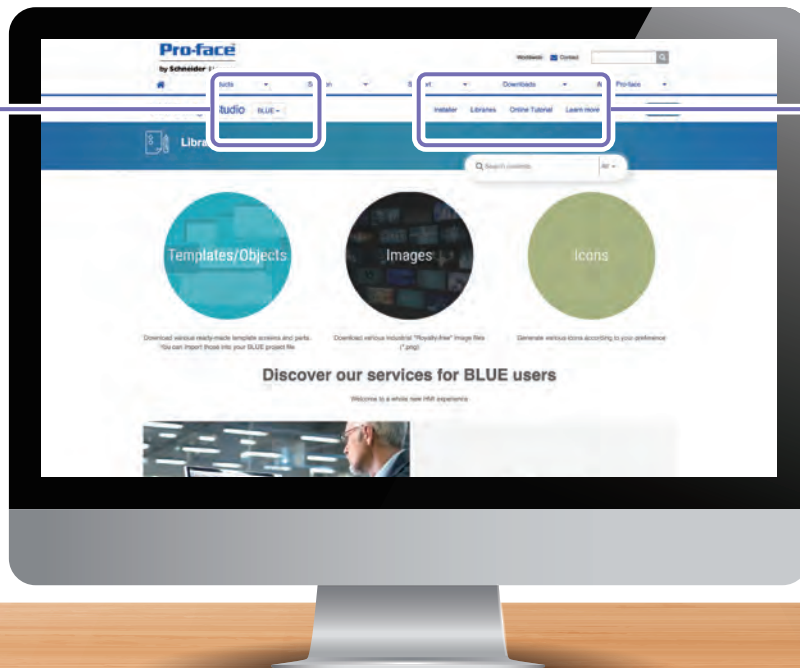 Pro-face
by Schneider
Worldwide Contact
Downloads Pro-face
tudio BLUE
Installer Libraries Online Tutorial Learn more
Libra
Search contents All
Templates/Objects
Images
Icons
Download various ready-made template screens and parts.
You can import those into your BLUE project file
Download various industrial "Royalty-free" image files
(*.png)
Generate various icons according to your preference
Discover our services for BLUE users
Welcome to a whole new HMI experience